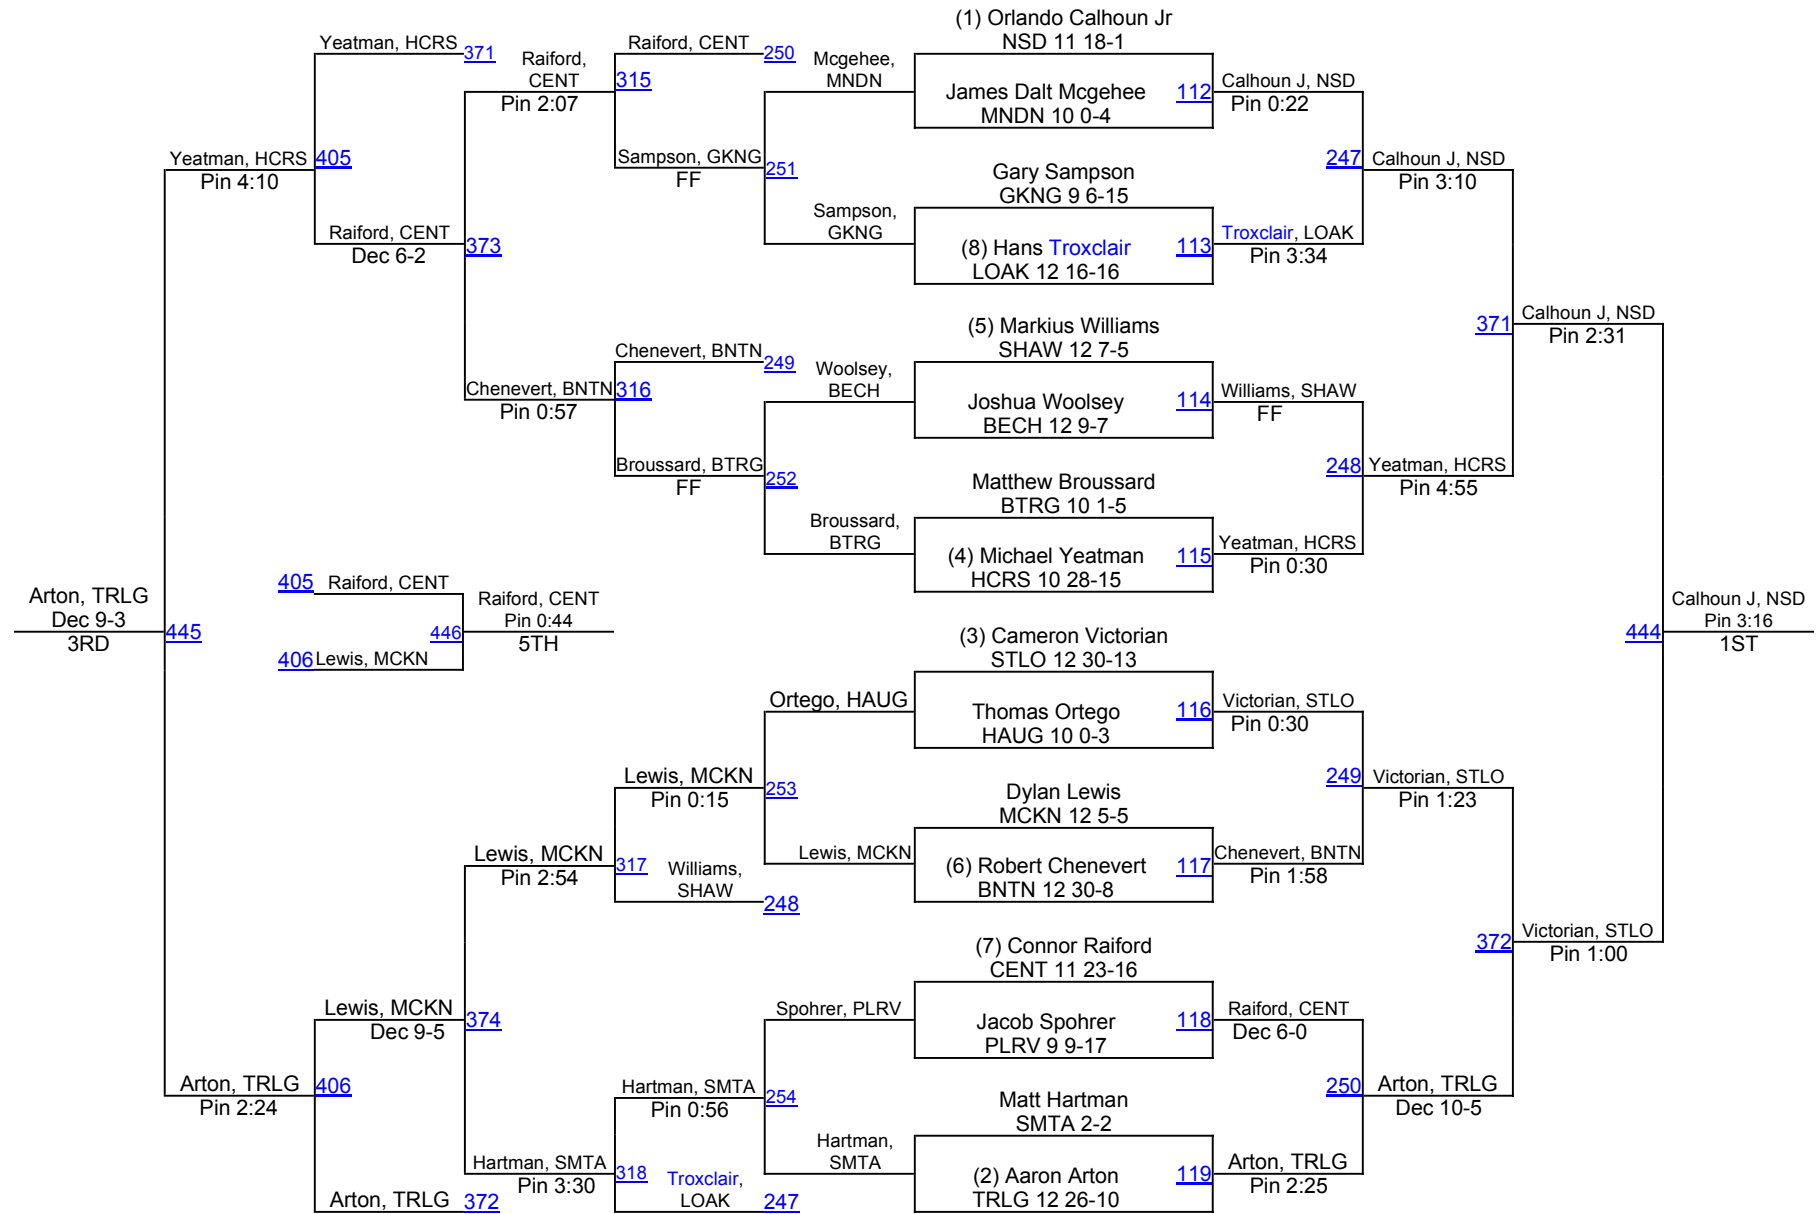 (1) Orlando Calhoun Jr
NSD 11 18-1
Yeatman, HCRS 371
Raiford,
CENT
Pin 2:07
Raiford, CENT 250
315
Mcgehee,
MNDN
James Dalt Mcgehee
MNDN 10 0-4
112 Calhoun J, NSD
Pin 0:22
Yeatman, HCRS 405
Pin 4:10
Sampson, GKNG
FF
251
Gary Sampson
GKNG 9 6-15
247 Calhoun J, NSD
Pin 3:10
Raiford, CENT
Dec 6-2
373
Sampson,
GKNG
(8) Hans Troxclair
LOAK 12 16-16
113 Troxclair, LOAK
Pin 3:34
(5) Markius Williams
SHAW 12 7-5
371 Calhoun J, NSD
Pin 2:31
Chenevert, BNTN 249
Chenevert, BNTN 316
Pin 0:57
Woolsey,
BECH
Joshua Woolsey
BECH 12 9-7
114 Williams, SHAW
FF
Broussard, BTRG
FF
252
Matthew Broussard
BTRG 10 1-5
248 Yeatman, HCRS
Pin 4:55
Broussard,
BTRG
(4) Michael Yeatman
HCRS 10 28-15
115 Yeatman, HCRS
Pin 0:30
Arton, TRLG
Dec 9-3
3RD
445
405 Raiford, CENT
406 Lewis, MCKN
446
Raiford, CENT
Pin 0:44
5TH
444
Calhoun J, NSD
Pin 3:16
1ST
(3) Cameron Victorian
STLO 12 30-13
Ortego, HAUG
Thomas Ortego
HAUG 10 0-3
116 Victorian, STLO
Pin 0:30
Lewis, MCKN
Pin 0:15
253
Dylan Lewis
MCKN 12 5-5
249 Victorian, STLO
Pin 1:23
Lewis, MCKN
Pin 2:54
317
Williams,
SHAW
248
Lewis, MCKN
(6) Robert Chenevert
BNTN 12 30-8
117 Chenevert, BNTN
Pin 1:58
(7) Connor Raiford
CENT 11 23-16
372 Victorian, STLO
Pin 1:00
Lewis, MCKN
Dec 9-5
374
Spohrer, PLRV
Jacob Spohrer
PLRV 9 9-17
118 Raiford, CENT
Dec 6-0
Arton, TRLG 406
Pin 2:24
Hartman, SMTA
Pin 0:56
254
Matt Hartman
SMTA 2-2
250 Arton, TRLG
Dec 10-5
Hartman, SMTA
Pin 3:30
318
Troxclair,
LOAK
247
Hartman,
SMTA
(2) Aaron Arton
TRLG 12 26-10
119 Arton, TRLG
Pin 2:25
Arton, TRLG 372